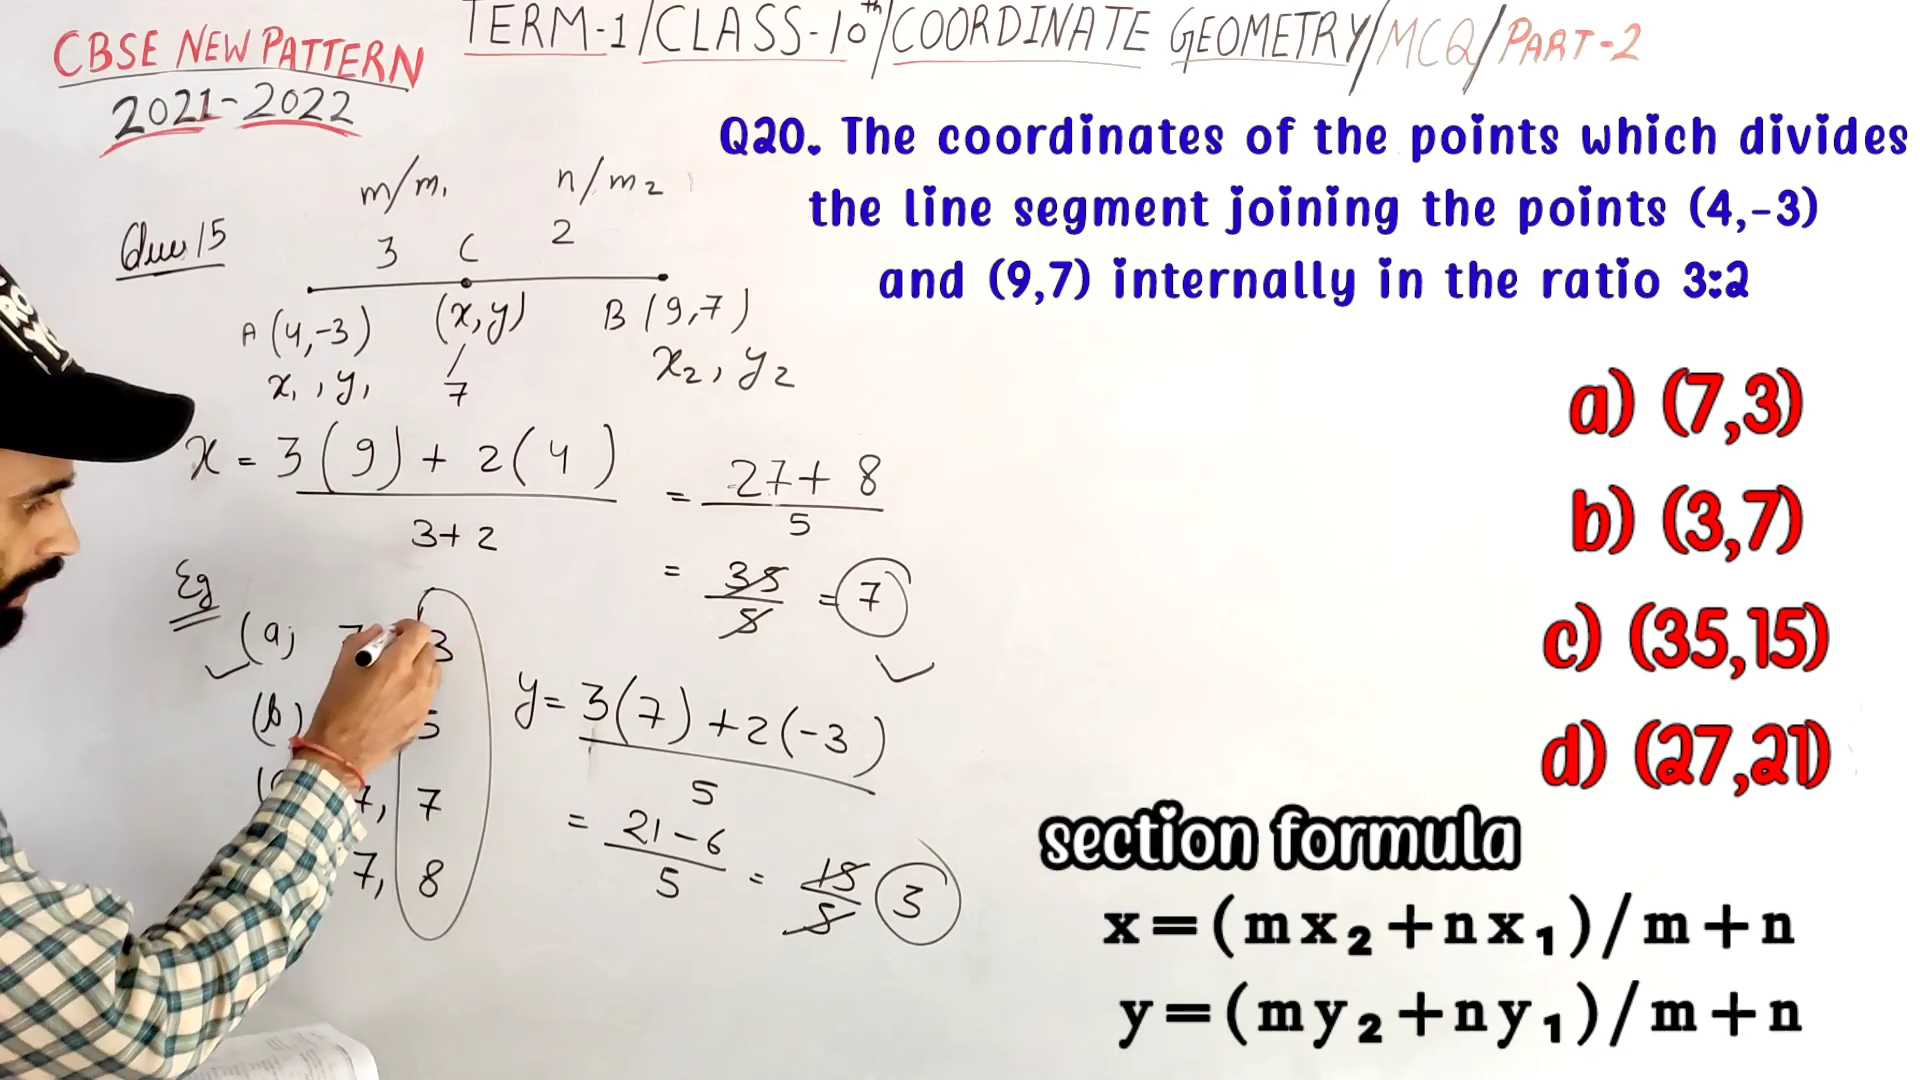 TERM-1/CLASS-10th/COORDINATE GEOMETRY/MCQ/PART-2
CBSE NEW PATTERN
2021-2022
Q20. The coordinates of the points which divides
the line segment joining the points (4,-3)
and (9,7) internally in the ratio 3:2
a) (7,3)
b) (3,7)
c) (35,15)
d) (27,21)
section formula
x=(mx₂+nx₁)/m+n
y=(my₂+ny₁)/m+n
m/m₁ n/m₂
Ques 15
3 C 2
A (4,-3) (x,y) B (9,7)
x₁, y₁ 7 x₂, y₂
x = 3(9) + 2(4) = 27+8
3+2 5
= 35 = 7
5
Eg
(a) 3
(b) 5
7, 7
7, 8
y = 3(7) +2(-3)
5
= 21-6 = 15 3
5 5